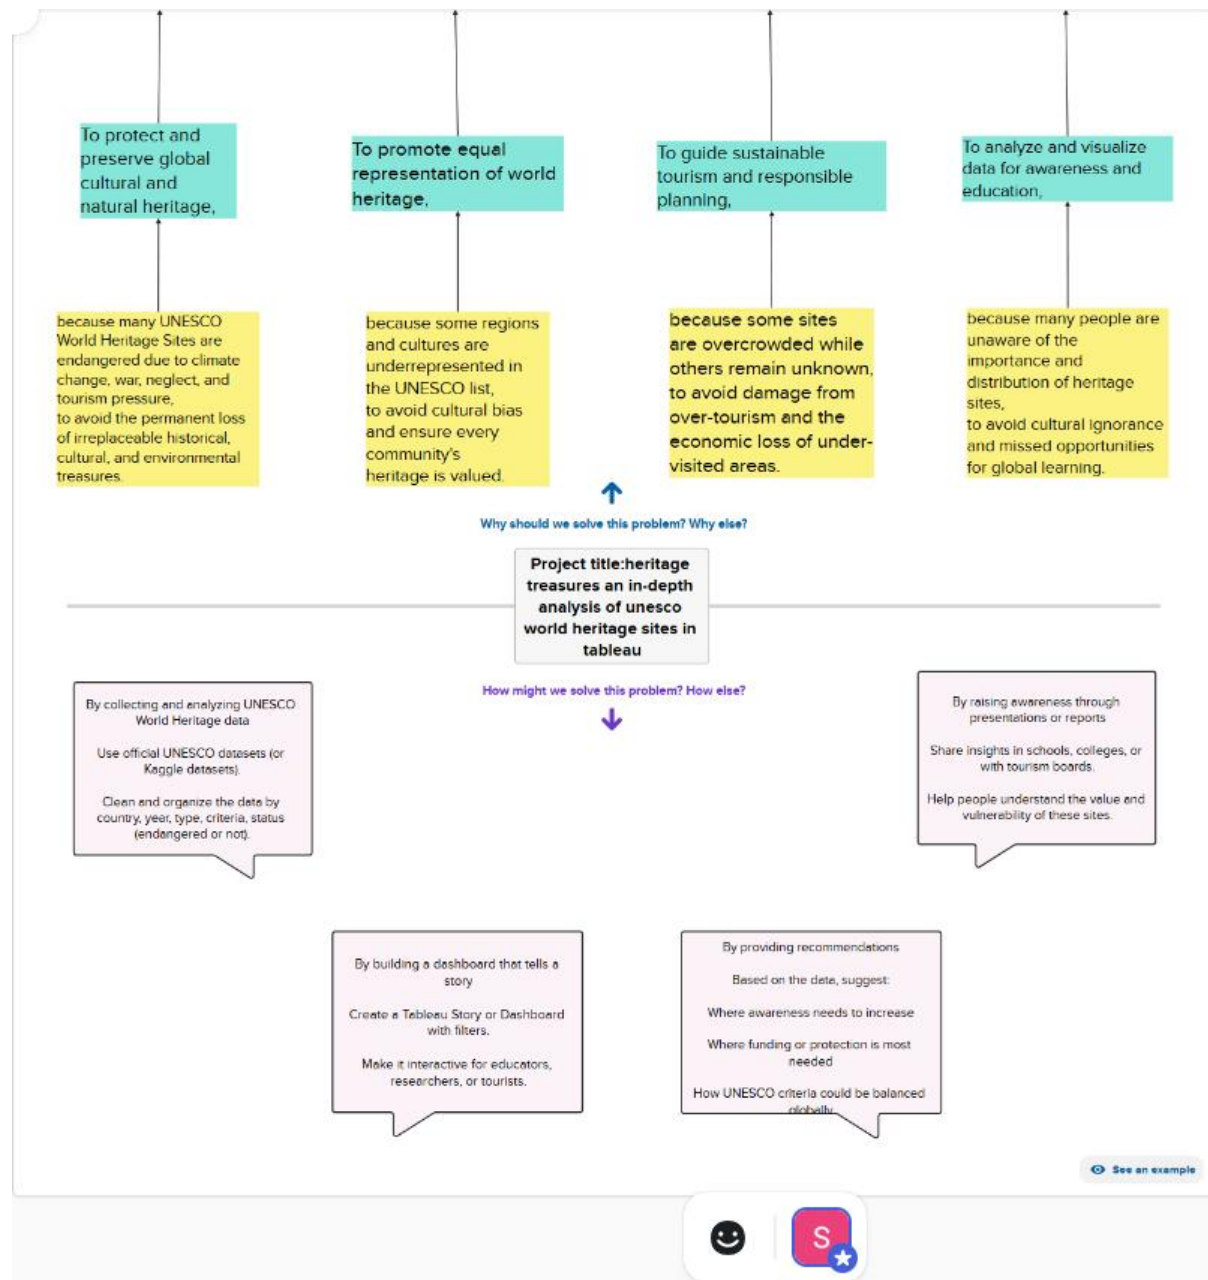 To protect and
preserve global
cultural and
natural heritage,
To promote equal
representation of world
heritage,
To guide sustainable
tourism and responsible
planning,
To analyze and visualize
data for awareness and
education,
because many UNESCO
World Heritage Sites are
endangered due to climate
change, war, neglect, and
tourism pressure,
to avoid the permanent loss
of irreplaceable historical,
cultural, and environmental
treasures.
because some regions
and cultures are
underrepresented in
the UNESCO list,
to avoid cultural bias
and ensure every
community's
heritage is valued.
because some sites
are overcrowded while
others remain unknown,
to avoid damage from
over-tourism and the
economic loss of under-
visited areas.
because many people are
unaware of the
importance and
distribution of heritage
sites,
to avoid cultural ignorance
and missed opportunities
for global learning.
Why should we solve this problem? Why else?
Project title:heritage
treasures an in-depth
analysis of unesco
world heritage sites in
tableau
How might we solve this problem? How else?
By collecting and analyzing UNESCO
World Heritage data
Use official UNESCO datasets (or
Kaggle datasets).
Clean and organize the data by
country, year, type, criteria, status
(endangered or not).
By raising awareness through
presentations or reports
Share insights in schools, colleges, or
with tourism boards.
Help people understand the value and
vulnerability of these sites.
By building a dashboard that tells a
story
Create a Tableau Story or Dashboard
with filters.
Make it interactive for educators,
researchers, or tourists.
By providing recommendations
Based on the data, suggest:
Where awareness needs to increase
Where funding or protection is most
needed
How UNESCO criteria could be balanced
globally
See an example
S